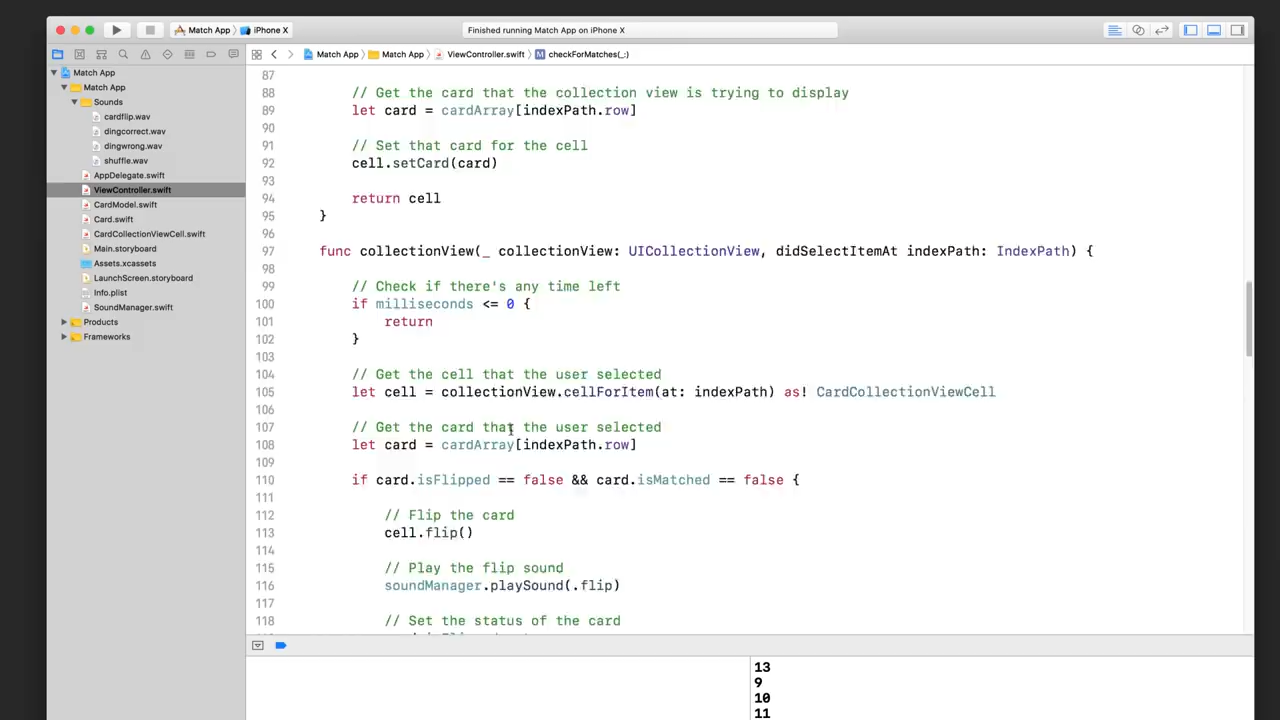 Match App
iPhone X
Finished running Match App on iPhone X
Match App
Match App
ViewController.swift
M
checkForMatches(_:)
Match App
Match App
Sounds
cardflip.wav
dingcorrect.wav
dingwrong.wav
shuffle.wav
AppDelegate.swift
ViewController.swift
CardModel.swift
Card.swift
CardCollectionViewCell.swift
Main.storyboard
Assets.xcassets
LaunchScreen.storyboard
Info.plist
SoundManager.swift
Products
Frameworks
87
88 // Get the card that the collection view is trying to display
89 let card = cardArray[indexPath.row]
90
91 // Set that card for the cell
92 cell.setCard(card)
93
94 return cell
95 }
96
97 func collectionView(_ collectionView: UICollectionView, didSelectItemAt indexPath: IndexPath) {
98
99 // Check if there's any time left
100 if milliseconds <= 0 {
101 return
102 }
103
104 // Get the cell that the user selected
105 let cell = collectionView.cellForItem(at: indexPath) as! CardCollectionViewCell
106
107 // Get the card that the user selected
108 let card = cardArray[indexPath.row]
109
110 if card.isFlipped == false && card.isMatched == false {
111
112 // Flip the card
113 cell.flip()
114
115 // Play the flip sound
116 soundManager.playSound(.flip)
117
118 // Set the status of the card
13
9
10
11